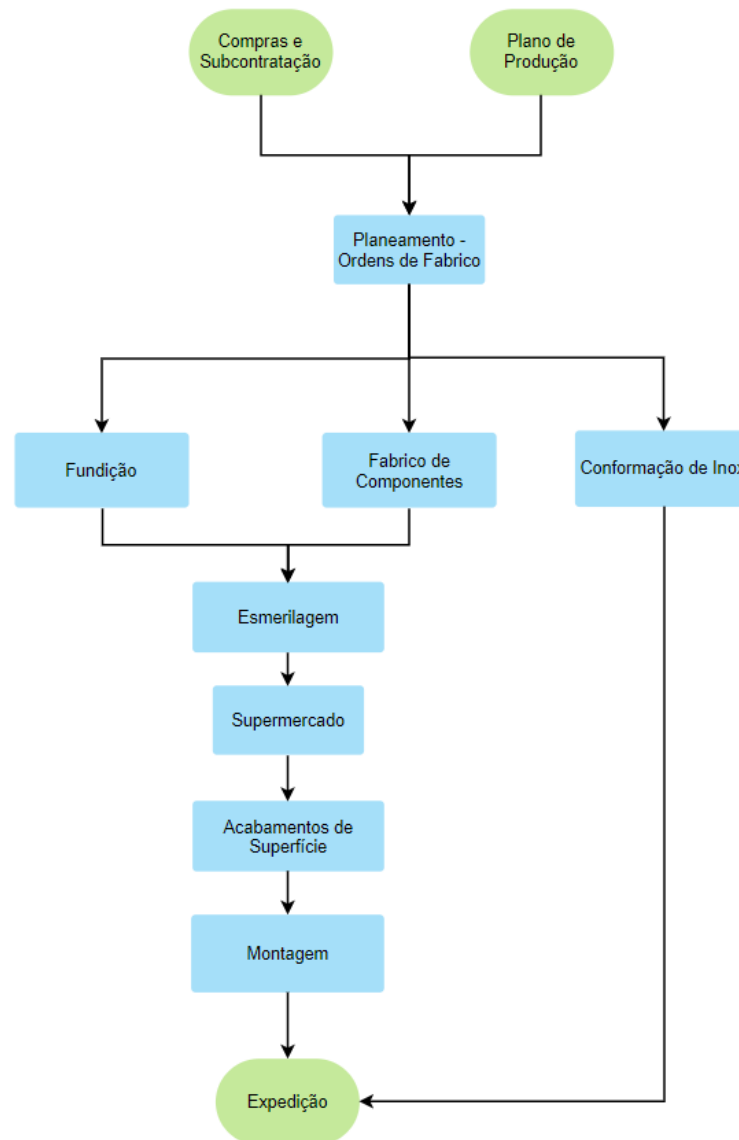 Compras e
Subcontratação
Plano de
Produção
Planeamento -
Ordens de Fabrico
Fundição
Fabrico de
Componentes
Conformação de Inox
Esmerilagem
Supermercado
Acabamentos de
Superfície
Montagem
Expedição